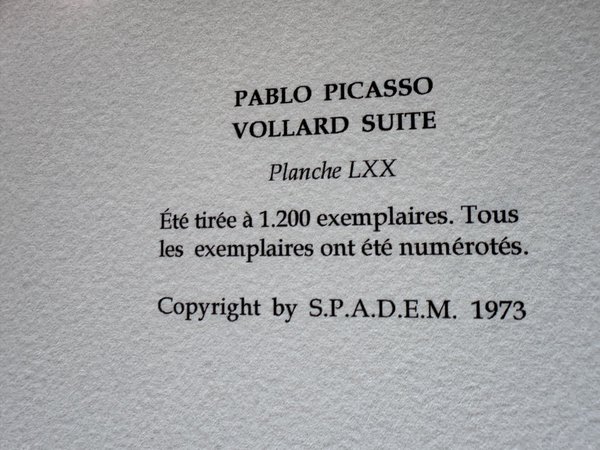 PABLO PICASSO
VOLLARD SUITE
Planche LXX
Été tirée à 1.200 exemplaires. Tous
les exemplaires ont été numérotés.
Copyright by S.P.A.D.E.M. 1973